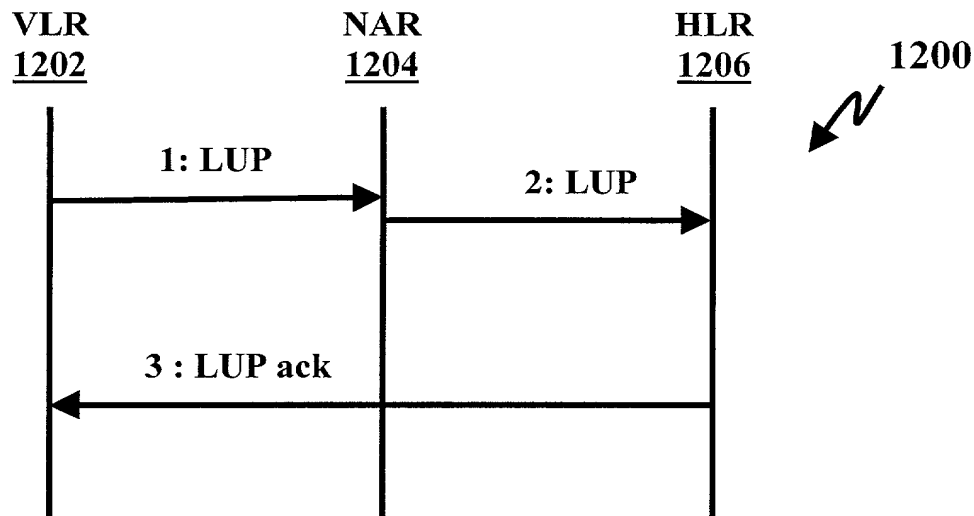 VLR
1202
NAR
1204
HLR
1206
1200
1: LUP
2: LUP
3 : LUP ack